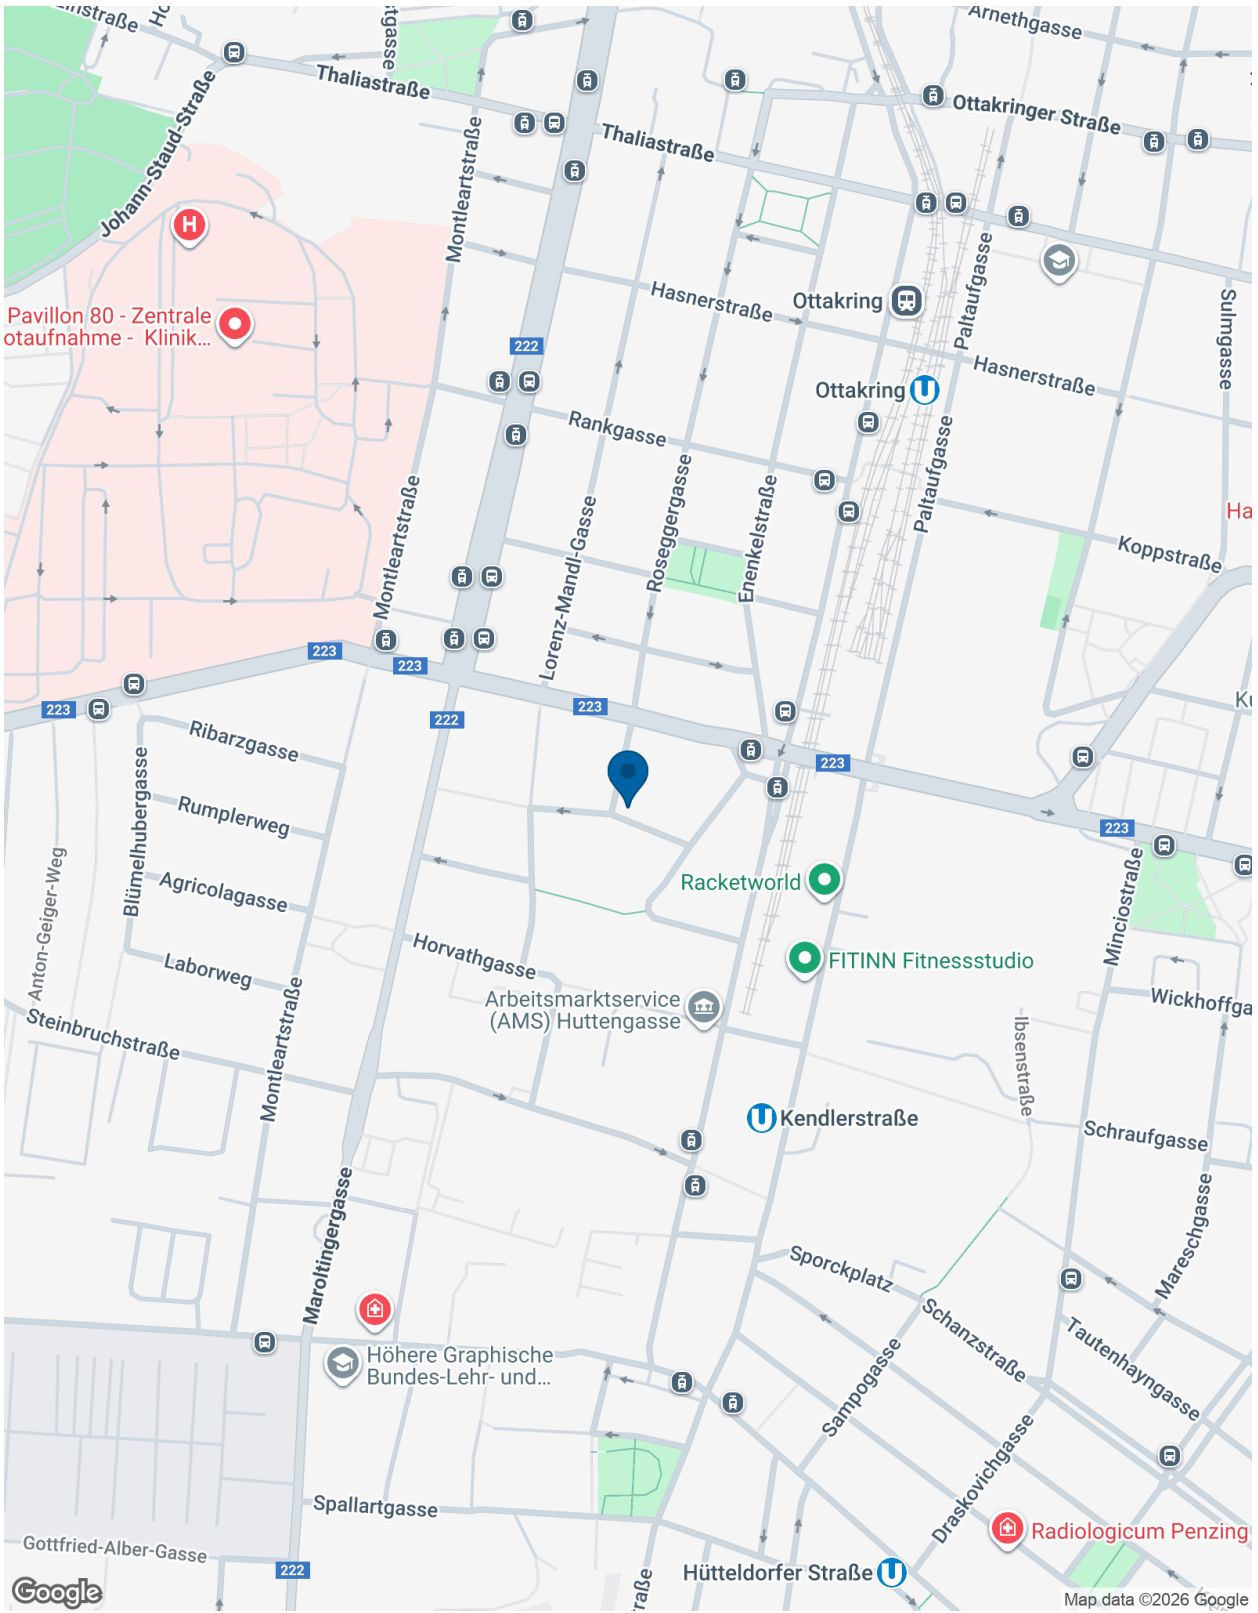 Arnethgasse
Thaliastraße
Ottakringer Straße
Thaliastraße
Johann-Staud-Straße
Montleartstraße
H
Paltaufgasse
Ottakring
Hasnerstraße
Sulmgasse
Pavillon 80 - Zentrale
otaufnahme - Klinik...
222
Hasnerstraße
Ottakring
U
Rankgasse
Paltaufgasse
Roseggergasse
Enenkelstraße
Lorenz-Mandl-Gasse
Montleartstraße
Ha
Koppstraße
223
223
223
223
222
Ku
Ribarzgasse
223
Blümelhubergasse
Rumplerweg
223
Anton-Geiger-Weg
Agricolagasse
Racketworld
Minciostraße
Horvathgasse
Laborweg
FITINN Fitnessstudio
Arbeitsmarktservice
(AMS) Huttengasse
Wickhoffga
Steinbruchstraße
Montleartstraße
Ibsenstraße
U
Kendlerstraße
Schraufgasse
Maroltingergasse
Mareschgasse
Sporckplatz
Schanzstraße
Tautenhayngasse
Höhere Graphische
Bundes-Lehr- und...
Sampogasse
Draskovichgasse
Spallartgasse
Radiologicum Penzing
Gottfried-Alber-Gasse
222
Hütteldorfer Straße
U
raße
Google
Map data ©2026 Google